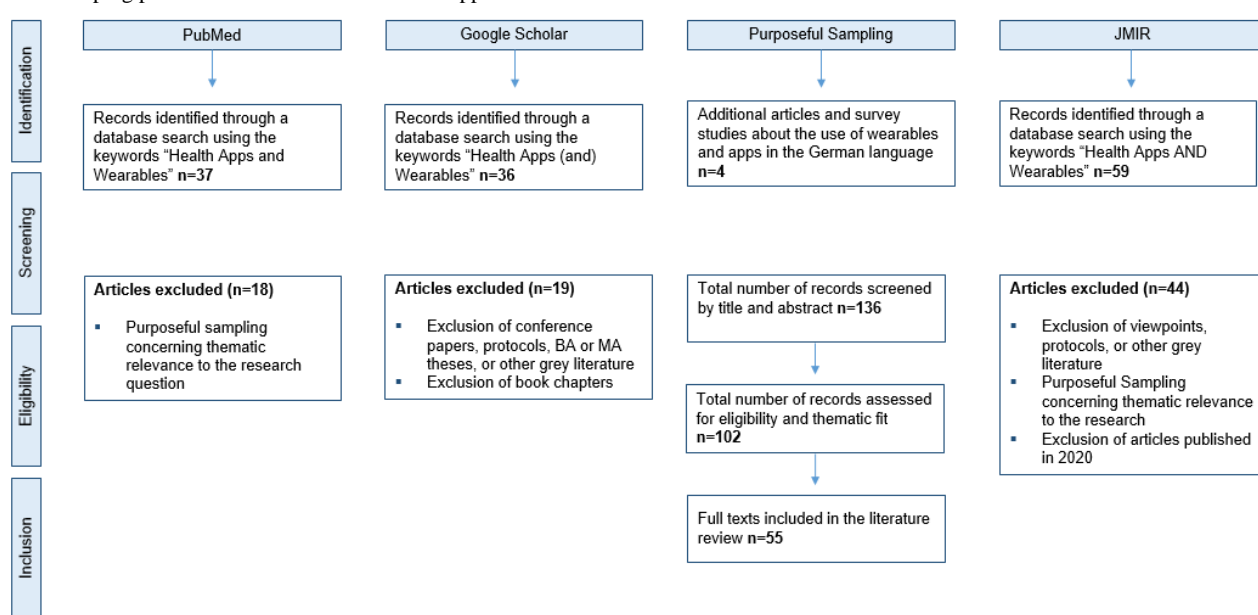 Identification
Screening
Eligibility
Inclusion
PubMed
Records identified through a
database search using the
keywords “Health Apps and
Wearables” n=37
Articles excluded (n=18)
▪ Purposeful sampling
concerning thematic
relevance to the research
question
Google Scholar
Records identified through a
database search using the
keywords “Health Apps (and)
Wearables” n=36
Articles excluded (n=19)
▪ Exclusion of conference
papers, protocols, BA or MA
theses, or other grey literature
▪ Exclusion of book chapters
Purposeful Sampling
Additional articles and survey
studies about the use of wearables
and apps in the German language
n=4
Total number of records screened
by title and abstract n=136
Total number of records assessed
for eligibility and thematic fit
n=102
Full texts included in the literature
review n=55
JMIR
Records identified through a
database search using the
keywords “Health Apps AND
Wearables” n=59
Articles excluded (n=44)
▪ Exclusion of viewpoints,
protocols, or other grey
literature
▪ Purposeful Sampling
concerning thematic relevance
to the research
▪ Exclusion of articles published
in 2020